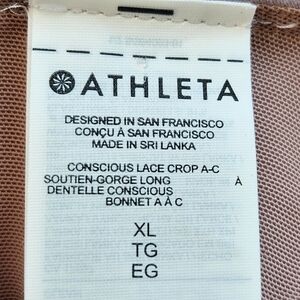 ATHLETA
DESIGNED IN SAN FRANCISCO
CONÇU À SAN FRANCISCO
MADE IN SRI LANKA
CONSCIOUS LACE CROP A-C
SOUTIEN-GORGE LONG À
DENTELLE CONSCIOUS
BONNET A À C
XL
TG
EG